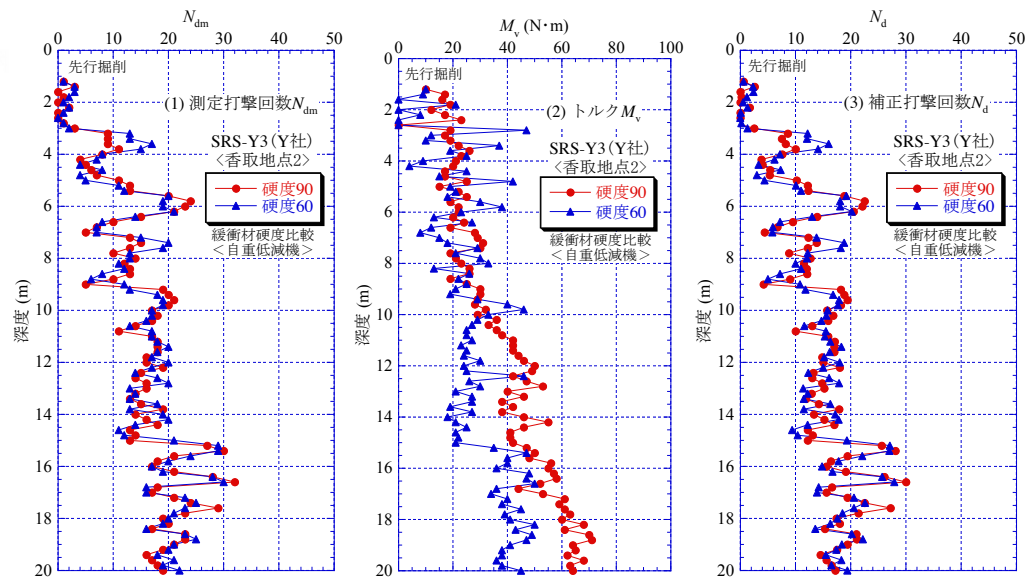 N_dm
0 10 20 30 40 50
0
2
4
6
8
10
12
14
16
18
20
深度 (m)
先行掘削
(1) 測定打撃回数N_dm
SRS-Y3(Y社)
<香取地点2>
硬度90
硬度60
緩衝材硬度比較
<自重低減機>
M_v (N・m)
0 20 40 60 80 100
0
2
4
6
8
10
12
14
16
18
20
深度 (m)
先行掘削
(2) トルクM_v
SRS-Y3(Y社)
<香取地点2>
硬度90
硬度60
緩衝材硬度比較
<自重低減機>
N_d
0 10 20 30 40 50
0
2
4
6
8
10
12
14
16
18
20
深度 (m)
先行掘削
(3) 補正打撃回数N_d
SRS-Y3(Y社)
<香取地点2>
硬度90
硬度60
緩衝材硬度比較
<自重低減機>